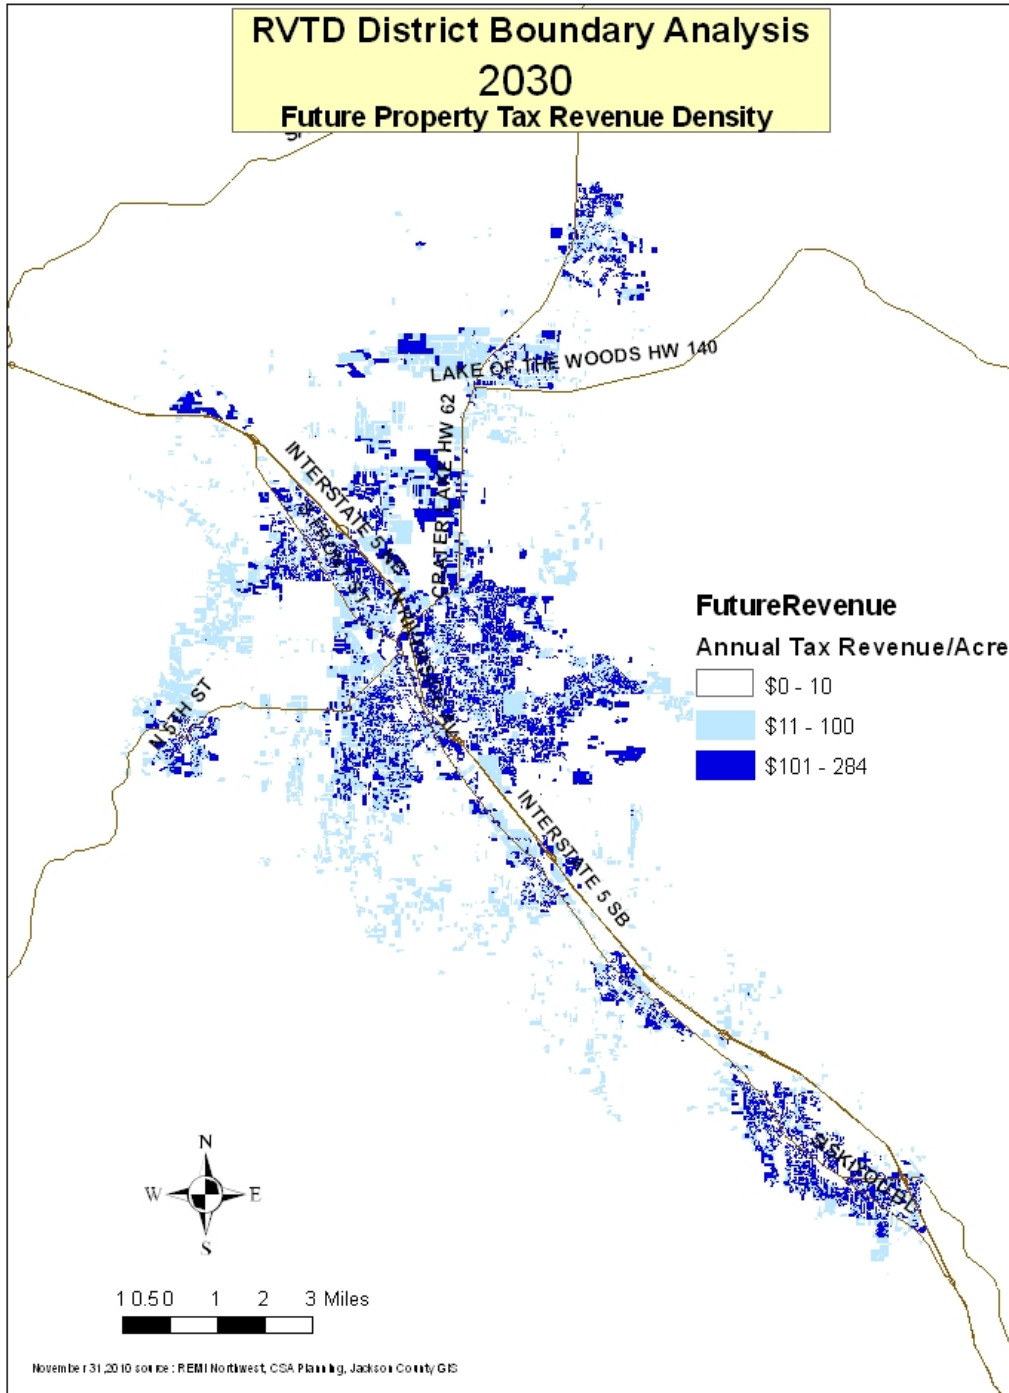 RVTD District Boundary Analysis
2030
Future Property Tax Revenue Density
LAKE OF THE WOODS HW 140
CRATER LAKE HW 62
INTERSTATE 5 NB
N 5TH ST
FutureRevenue
Annual Tax Revenue/Acre
$0 - 10
$11 - 100
$101 - 284
INTERSTATE 5 SB
SISKIYOU BL
N
W
E
S
1 0.5 0 1 2 3 Miles
November 31,2010 source: REMI Northwest, CSA Planning, Jackson County GIS